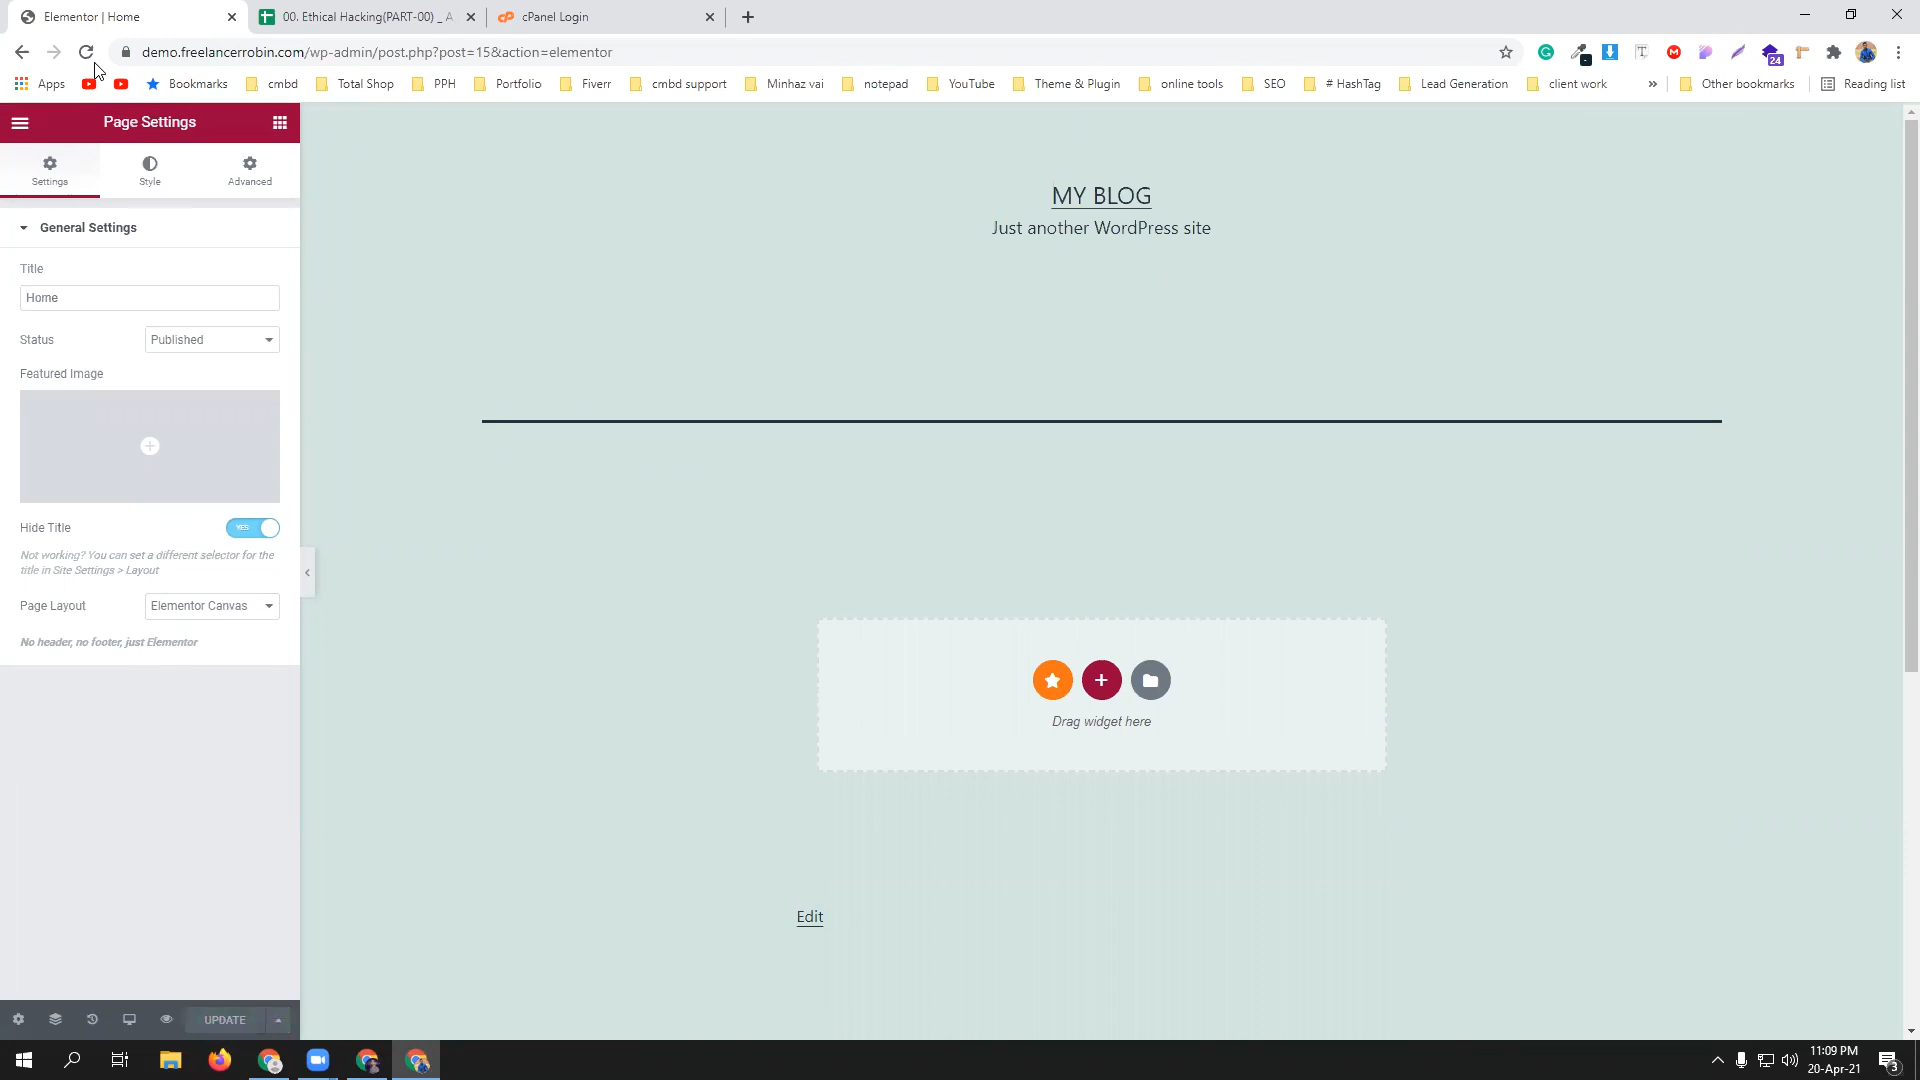 Elementor | Home
00. Ethical Hacking(PART-00) _ A
cPanel Login
demo.freelancerrobin.com/wp-admin/post.php?post=15&action=elementor
24
Apps
Bookmarks
cmbd
Total Shop
PPH
Portfolio
Fiverr
cmbd support
Minhaz vai
notepad
YouTube
Theme & Plugin
online tools
SEO
# HashTag
Lead Generation
client work
»
Other bookmarks
Reading list
Page Settings
Settings
Style
Advanced
General Settings
Title
Home
Status
Published
Featured Image
Hide Title
YES
Not working? You can set a different selector for the
title in Site Settings > Layout
Page Layout
Elementor Canvas
No header, no footer, just Elementor
UPDATE
MY BLOG
Just another WordPress site
Drag widget here
Edit
11:09 PM
20-Apr-21
3